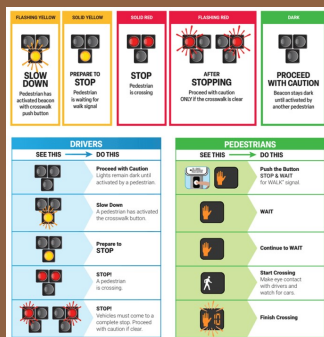 FLASHING YELLOW
SLOW
DOWN
Pedestrian has
activated beacon
with crosswalk
push button
SOLID YELLOW
PREPARE TO
STOP
Pedestrian
is waiting for
walk signal
SOLID RED
STOP
Pedestrian
is crossing
FLASHING RED
AFTER
STOPPING
Proceed with caution
ONLY if the crosswalk is clear
DARK
PROCEED
WITH CAUTION
Beacon stays dark
until activated by
another pedestrian
DRIVERS
SEE THIS DO THIS
Proceed with Caution
Lights remain dark until
activated by a pedestrian
Slow Down
A pedestrian has activated
the crosswalk button.
Prepare to
STOP
STOP!
A pedestrian
is crossing.
STOP!
Vehicles must come to a
complete stop. Proceed
with caution if clear.
PEDESTRIANS
SEE THIS DO THIS
Push the Button
STOP & WAIT
for WALK" signal
WAIT
Continue to WAIT
Start Crossing
Make eye contact
with drivers and
watch for cars.
Finish Crossing